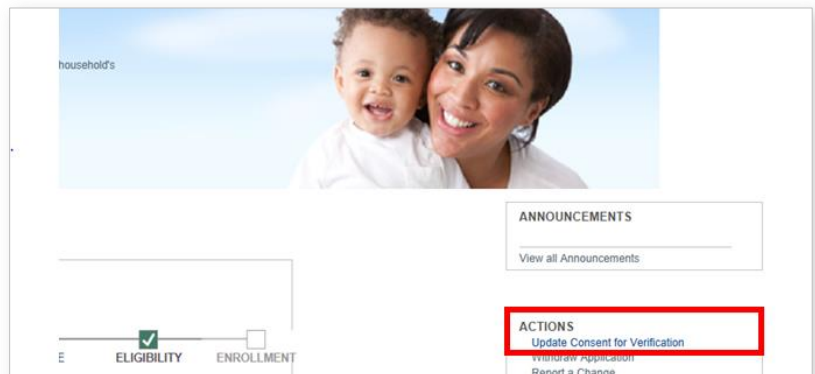 household's
ANNOUNCEMENTS
View all Announcements
ACTIONS
Update Consent for Verification
Withdraw Application
Report a Change
E ELIGIBILITY ENROLLMENT